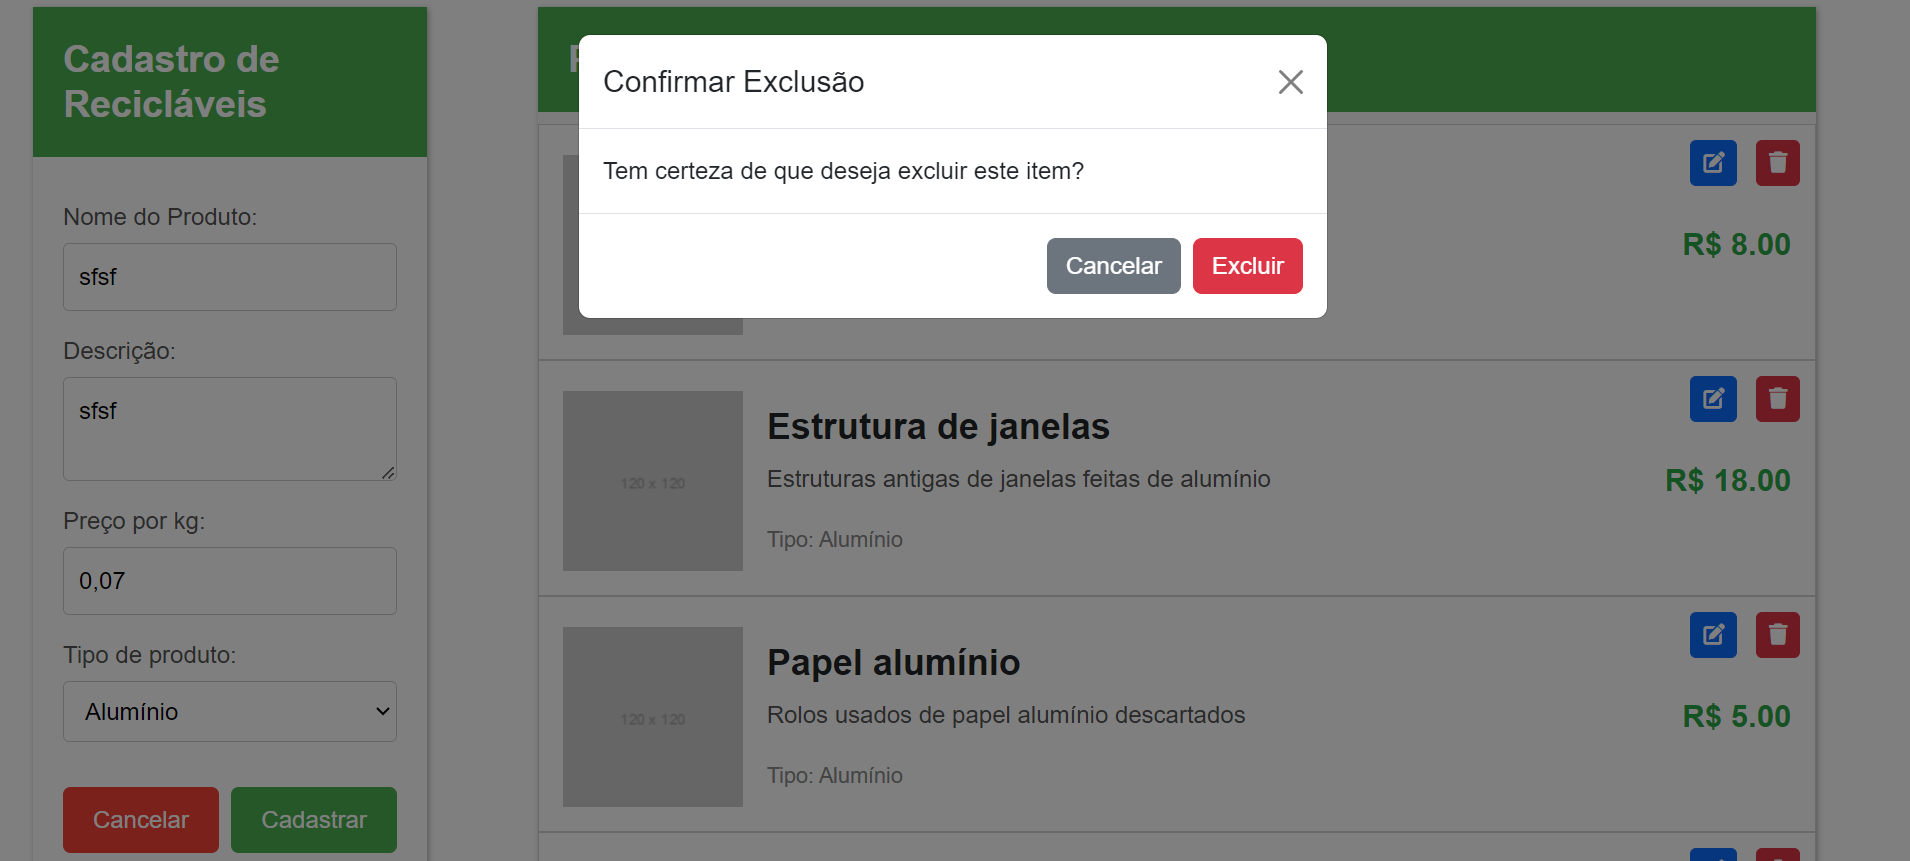 Cadastro de
Recicláveis
Nome do Produto:
sfsf
Descrição:
sfsf
Preço por kg:
0,07
Tipo de produto:
Alumínio
Cancelar
Cadastrar
Confirmar Exclusão
Tem certeza de que deseja excluir este item?
Cancelar
Excluir
R$ 8.00
120 x 120
Estrutura de janelas
Estruturas antigas de janelas feitas de alumínio
Tipo: Alumínio
R$ 18.00
120 x 120
Papel alumínio
Rolos usados de papel alumínio descartados
Tipo: Alumínio
R$ 5.00